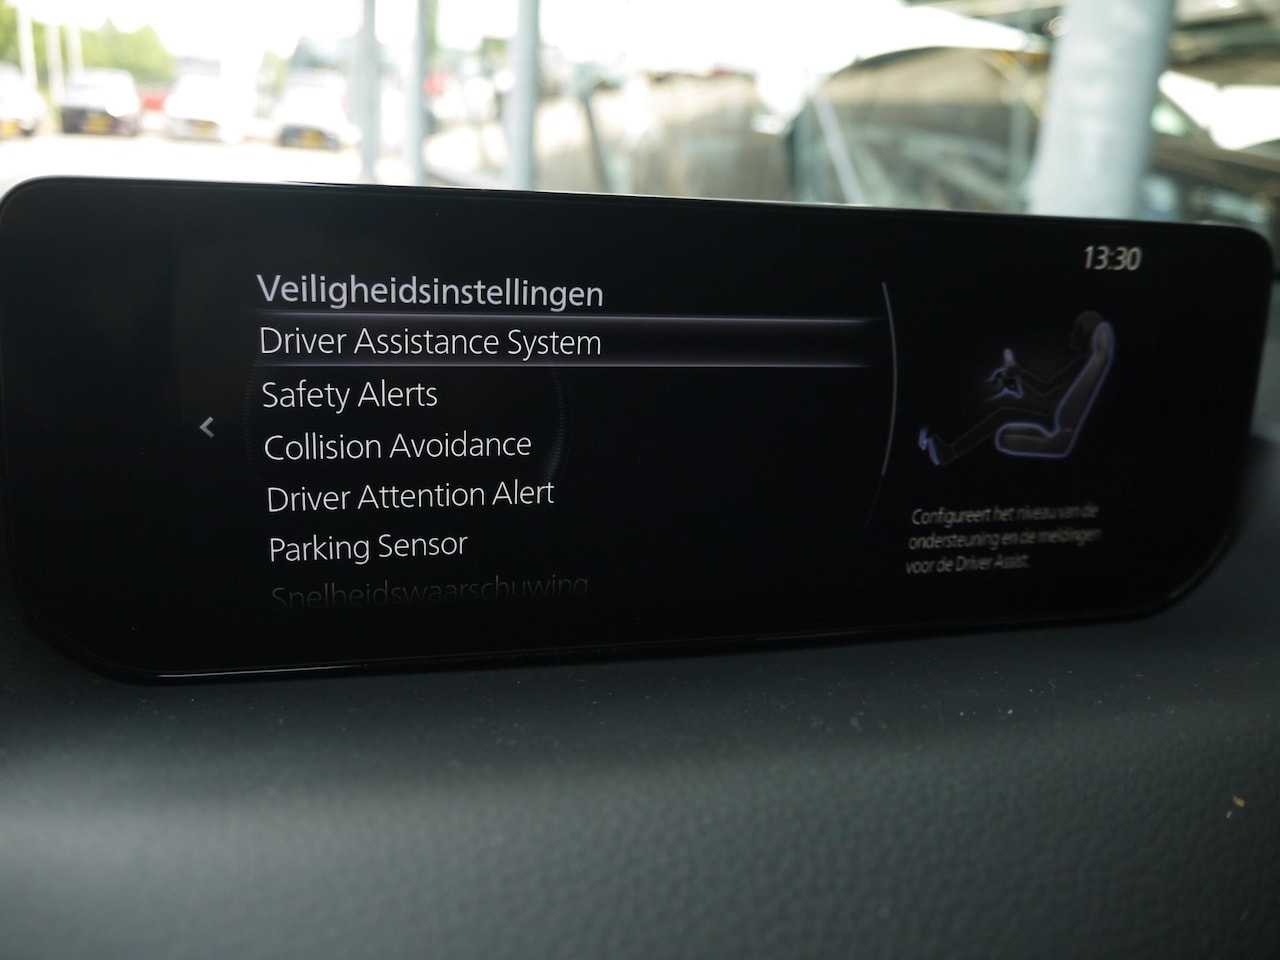 13:30
Veiligheidsinstellingen
Driver Assistance System
Safety Alerts
Collision Avoidance
Driver Attention Alert
Parking Sensor
Snelheidswaarschuwing
Configureert het niveau van de
ondersteuning en de meldingen
voor de Driver Assist.